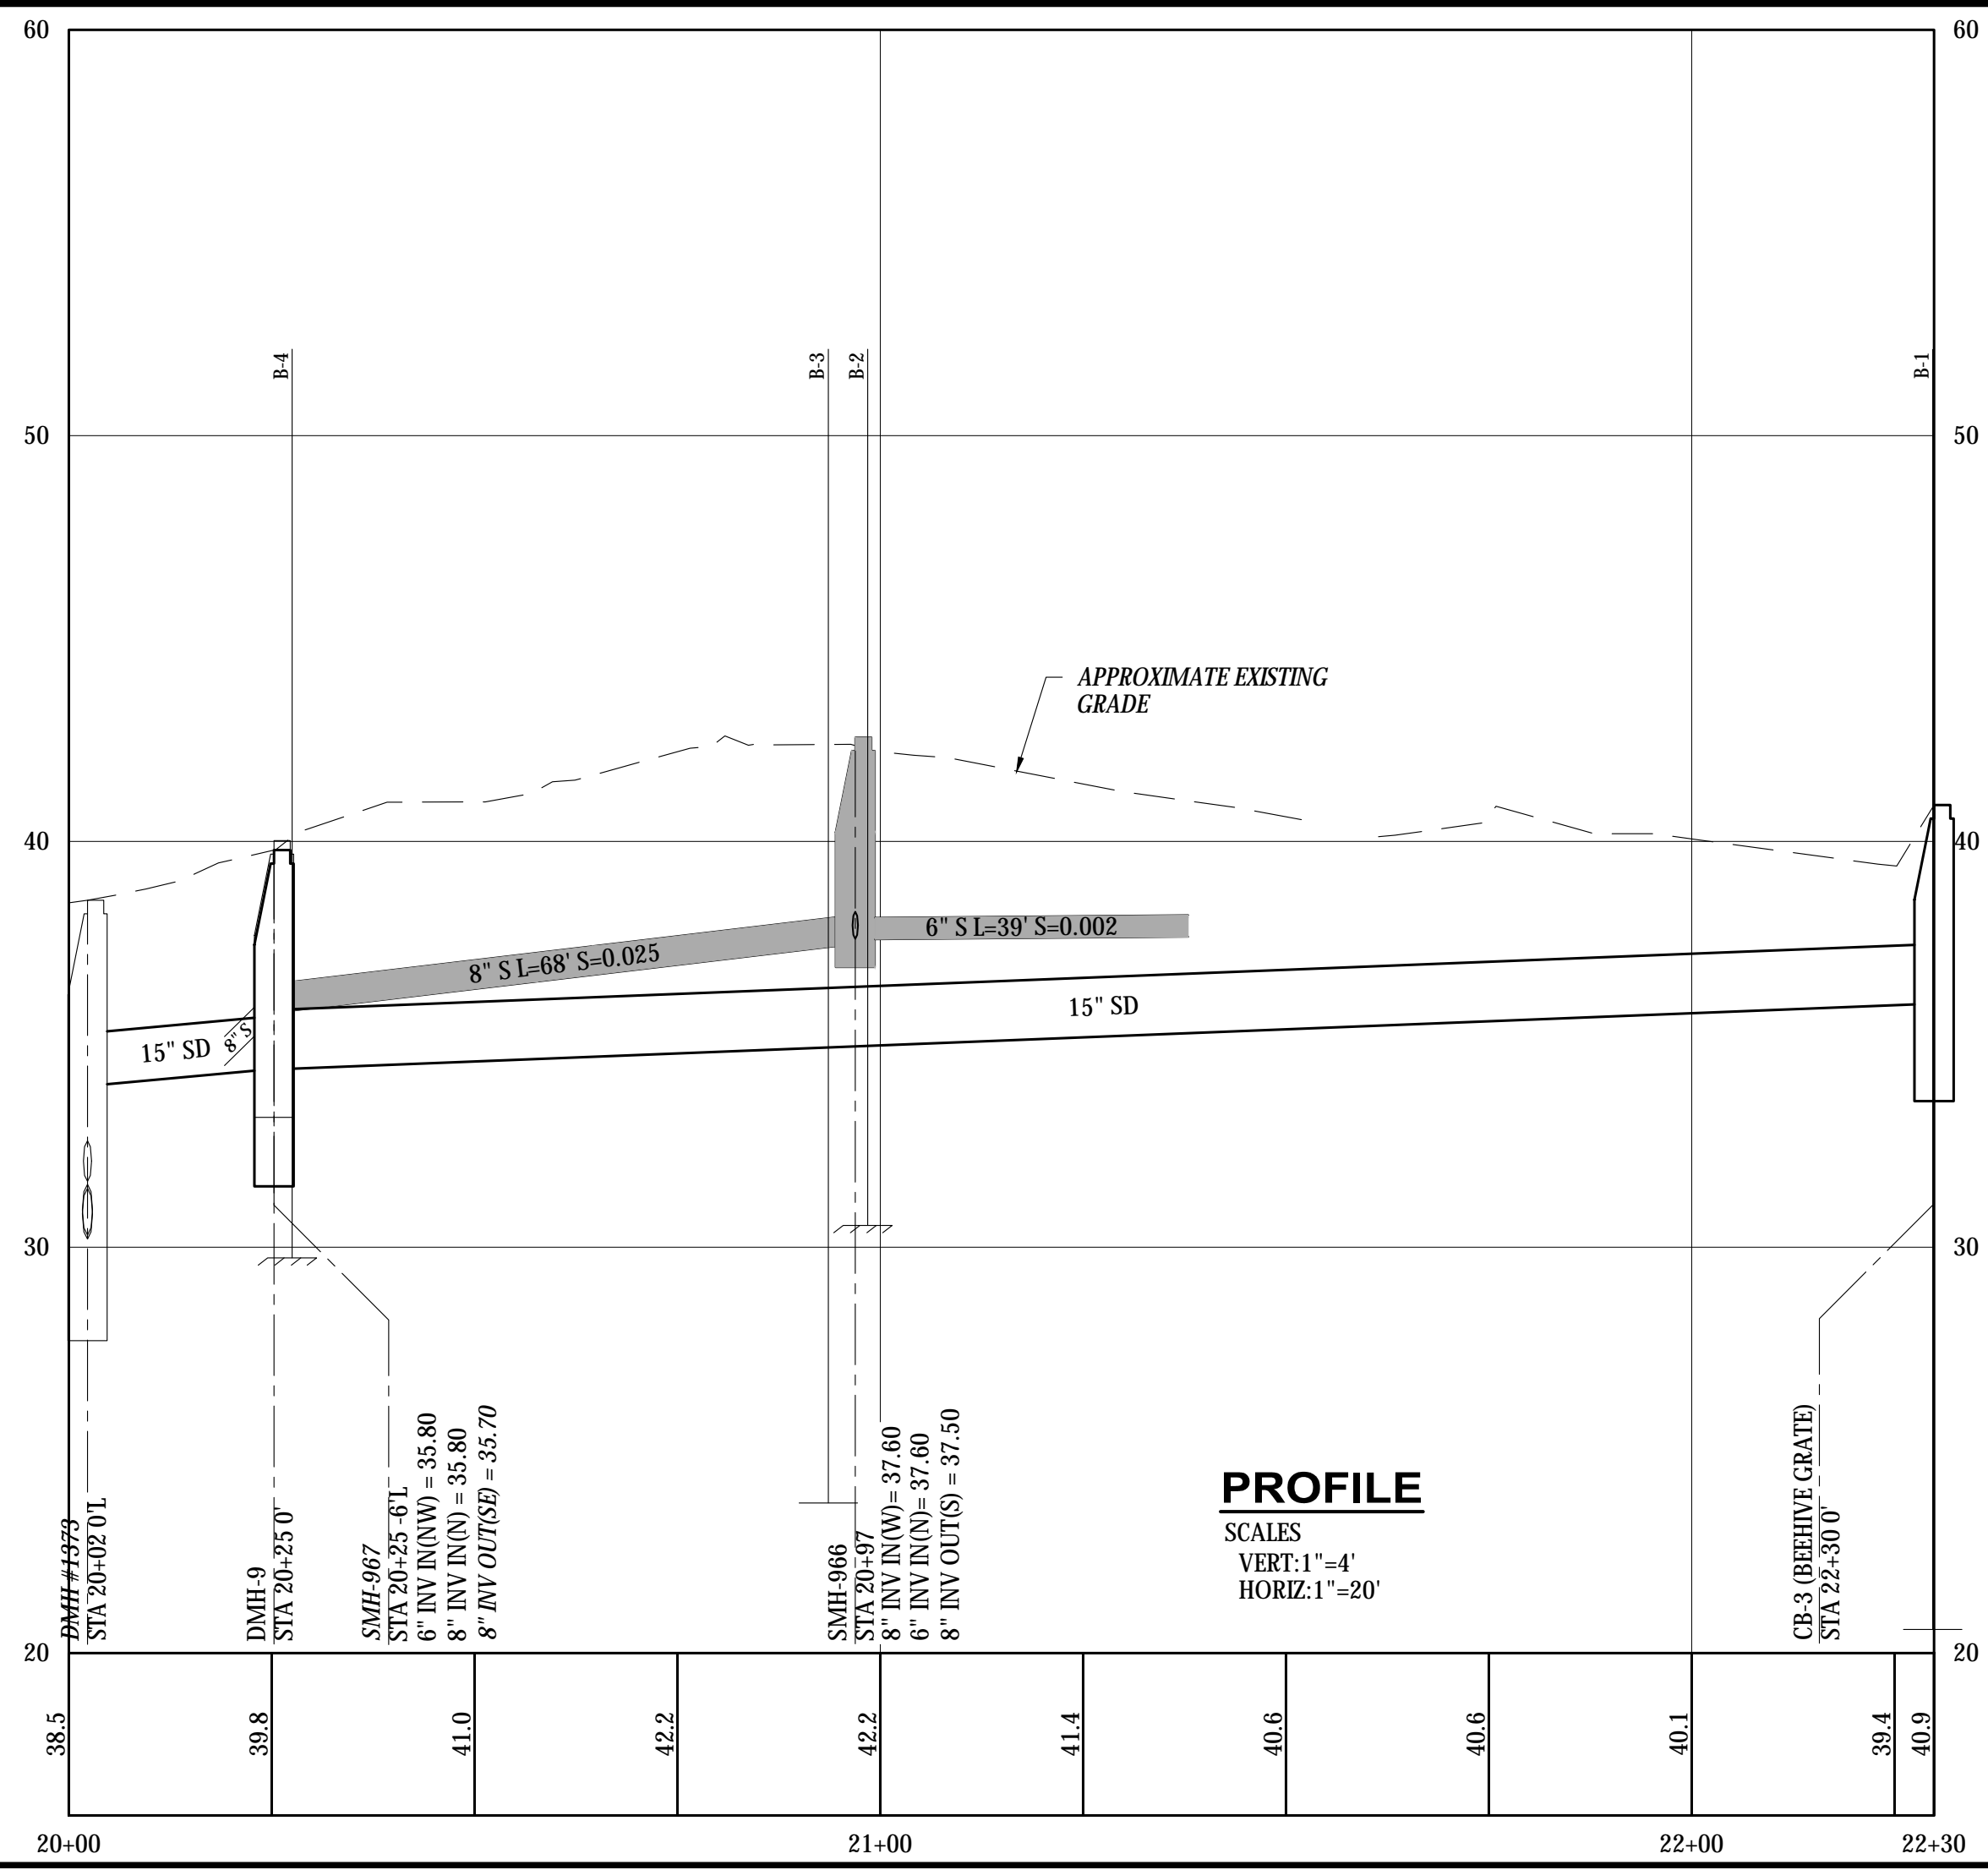 60
60
B-4
B-3
B-2
B-1
50
50
APPROXIMATE EXISTING
GRADE
40
40
8" S L=68' S=0.025
6" S L=39' S=0.002
15" SD
8" S
15" SD
30
30
DMH #1373
STA 20+02 0'L
DMH-9
STA 20+25 0'
SMH-967
STA 20+25 -6'L
6" INV IN(NW) = 35.80
8" INV IN(N) = 35.80
8" INV OUT(SE) = 35.70
SMH-966
STA 20+97
8" INV IN(W)= 37.60
6" INV IN(N)= 37.60
8" INV OUT(S) = 37.50
PROFILE
SCALES
VERT:1"=4'
HORIZ:1"=20'
CB-3 (BEEHIVE GRATE)
STA 22+30 0'
20
20
38.5
39.8
41.0
42.2
42.2
41.4
40.6
40.6
40.1
39.4
40.9
20+00
21+00
22+00
22+30